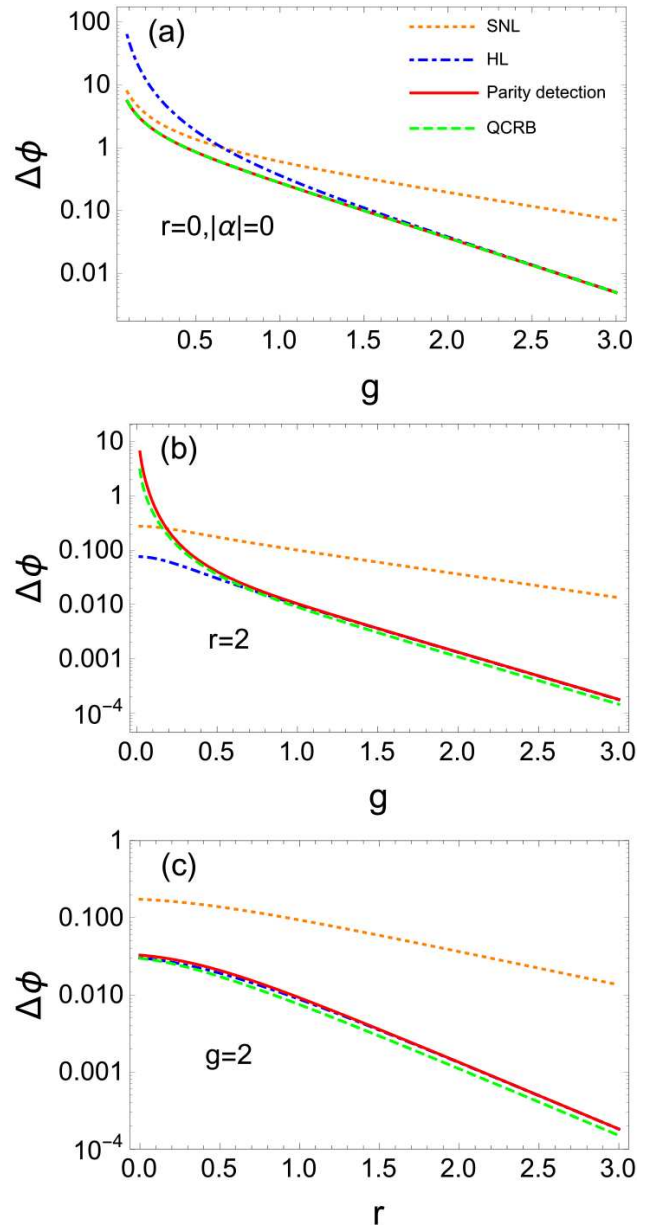 (a)
SNL
HL
Parity detection
QCRB
100
10
1
0.10
0.01
Δϕ
r=0,|α|=0
0.5 1.0 1.5 2.0 2.5 3.0
g
(b)
10
1
0.100
0.010
0.001
10⁻⁴
Δϕ
r=2
0.0 0.5 1.0 1.5 2.0 2.5 3.0
g
(c)
1
0.100
0.010
0.001
10⁻⁴
Δϕ
g=2
0.0 0.5 1.0 1.5 2.0 2.5 3.0
r